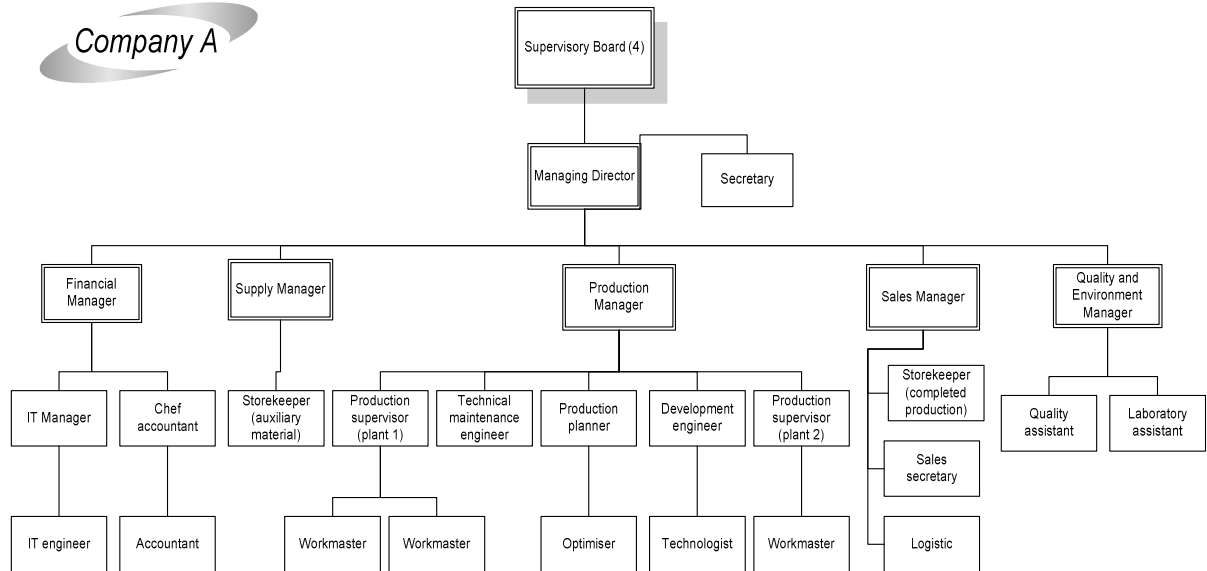 Company A
Supervisory Board (4)
Managing Director
Secretary
Financial
Manager
Supply Manager
Production
Manager
Sales Manager
Quality and
Environment
Manager
IT Manager
Chef
accountant
Storekeeper
(auxiliary
material)
Production
supervisor
(plant 1)
Technical
maintenance
engineer
Production
planner
Development
engineer
Production
supervisor
(plant 2)
Storekeeper
(completed
production)
Quality
assistant
Laboratory
assistant
Sales
secretary
IT engineer
Accountant
Workmaster
Workmaster
Optimiser
Technologist
Workmaster
Logistic